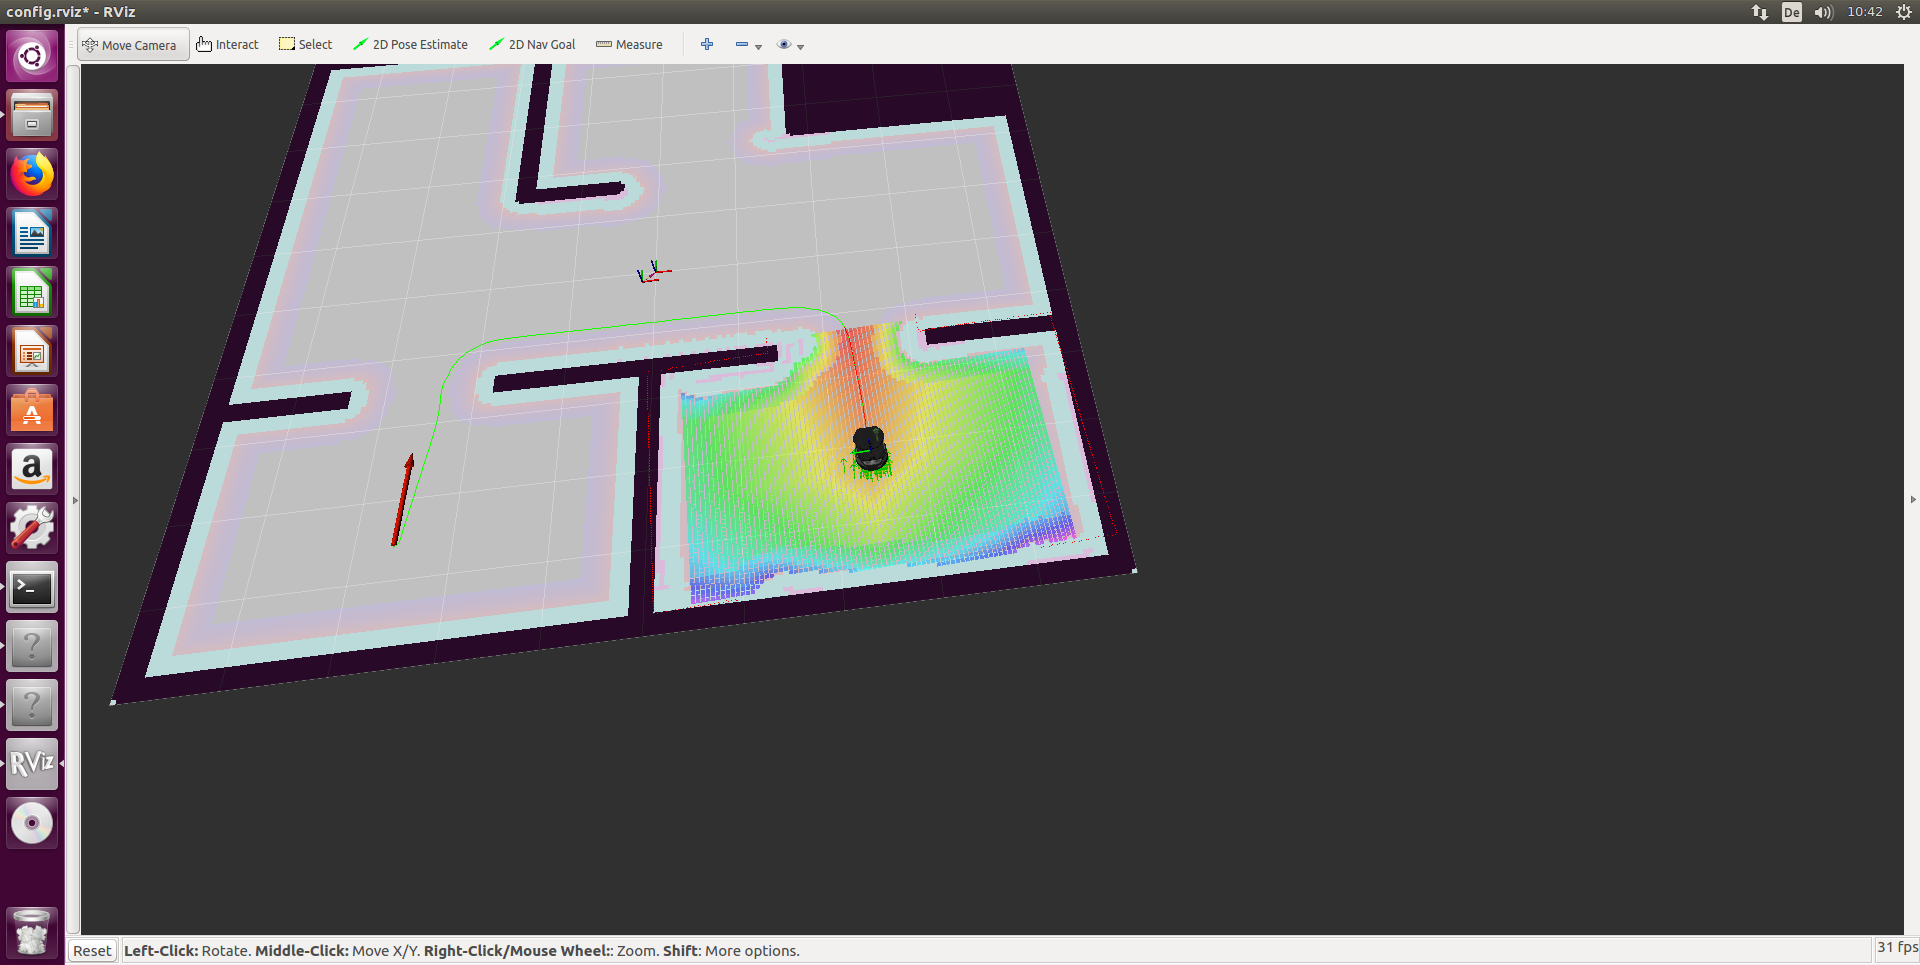 config.rviz* - RViz
De
10:42
Move Camera
Interact
Select
2D Pose Estimate
2D Nav Goal
Measure
RViz
Reset
Left-Click: Rotate. Middle-Click: Move X/Y. Right-Click/Mouse Wheel:: Zoom. Shift: More options.
31 fps